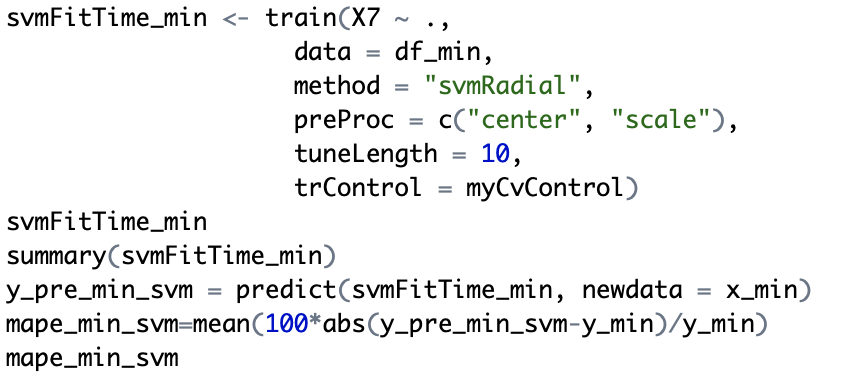 svmFitTime_min <- train(X7 ~ .,
                    data = df_min,
                    method = "svmRadial",
                    preProc = c("center", "scale"),
                    tuneLength = 10,
                    trControl = myCvControl)
svmFitTime_min
summary(svmFitTime_min)
y_pre_min_svm = predict(svmFitTime_min, newdata = x_min)
mape_min_svm=mean(100*abs(y_pre_min_svm-y_min)/y_min)
mape_min_svm